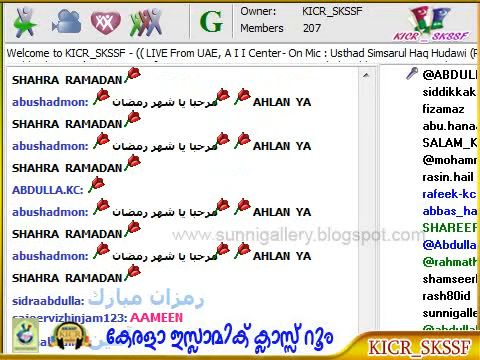 G
Owner: KICR_SKSSF
Members 207
KICR_SKSSF
Welcome to KICR_SKSSF - (( LIVE From UAE, A I I Center- On Mic : Usthad Simsarul Haq Hudawi (R
SHAHRA RAMADAN
abushadmon: مرحبا يا شهر رمضان AHLAN YA
SHAHRA RAMADAN
abushadmon: مرحبا يا شهر رمضان AHLAN YA
SHAHRA RAMADAN
ABDULLA.KC:
abushadmon: مرحبا يا شهر رمضان AHLAN YA
SHAHRA RAMADAN
abushadmon: مرحبا يا شهر رمضان AHLAN YA
SHAHRA RAMADAN
sidraabdulla: رمزان مبارك
sajeervizhinjam123: AAMEEN
@ABDUL
siddikkak
fizamaz
abu.hana
SALAM_K
@mohamm
rasin.hail
rafeek-kc
abbas_ha
SHAREEF
@Abdulla
@rahmath
shamseer
rash80id
sunnigalle
www.sunnigallery.blogspot.com
കേരളാ ഇസ്ലാമിക് ക്ലാസ്സ് റൂം
KICR_SKSSF